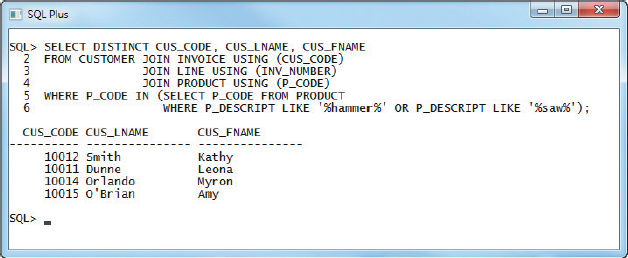 SQL Plus
SQL> SELECT DISTINCT CUS_CODE, CUS_LNAME, CUS_FNAME
2 FROM CUSTOMER JOIN INVOICE USING (CUS_CODE)
3 JOIN LINE USING (INV_NUMBER)
4 JOIN PRODUCT USING (P_CODE)
5 WHERE P_CODE IN (SELECT P_CODE FROM PRODUCT
6 WHERE P_DESCRIPT LIKE '%hammer%' OR P_DESCRIPT LIKE '%saw%');
CUS_CODE CUS_LNAME CUS_FNAME
---------- --------------- ---------------
10012 Smith Kathy
10011 Dunne Leona
10014 Orlando Myron
10015 O'Brian Amy
SQL> _